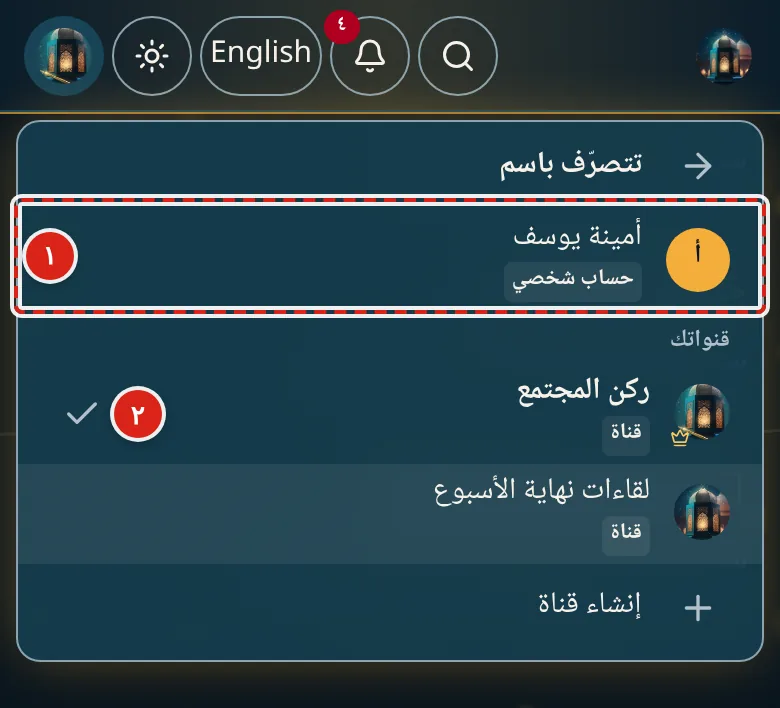 English
٤
تتصرّف باسم
أ
أمينة يوسف
حساب شخصي
١
قنواتك
ركن المجتمع
قناة
٢
لقاءات نهاية الأسبوع
قناة
إنشاء قناة